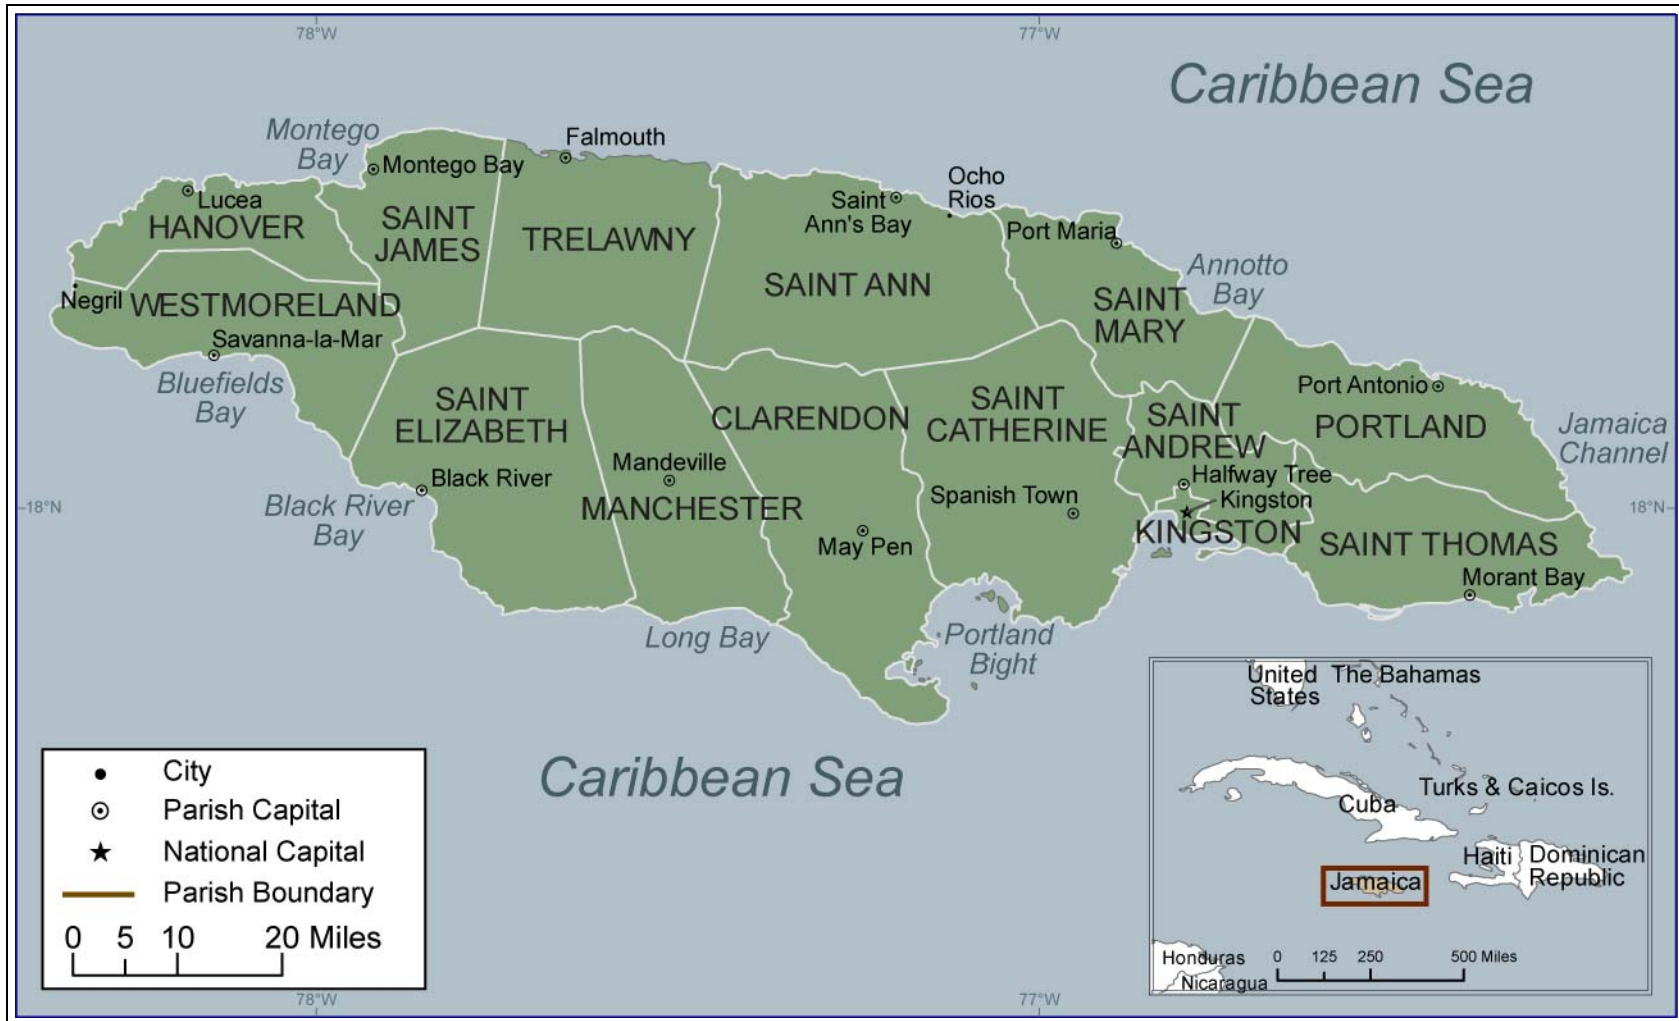 78°W
77°W
Caribbean Sea
Montego
Bay
Falmouth
Montego Bay
Ocho
Rios
Lucea
HANOVER
SAINT
JAMES
TRELAWNY
Saint
Ann's Bay
Port Maria
SAINT ANN
Annotto
Bay
Negril
WESTMORELAND
SAINT
MARY
Savanna-la-Mar
Bluefields
Bay
SAINT
ELIZABETH
CLARENDON
SAINT
CATHERINE
SAINT
ANDREW
Port Antonio
PORTLAND
Jamaica
Channel
Black River
Mandeville
Halfway Tree
Spanish Town
Kingston
18°N
Black River
Bay
MANCHESTER
May Pen
KINGSTON
SAINT THOMAS
18°N
Morant Bay
Long Bay
Portland
Bight
Caribbean Sea
City
Parish Capital
National Capital
Parish Boundary
0 5 10 20 Miles
United
States
The Bahamas
Turks & Caicos Is.
Cuba
Haiti
Dominican
Republic
Jamaica
Honduras
Nicaragua
0 125 250 500 Miles
78°W
77°W